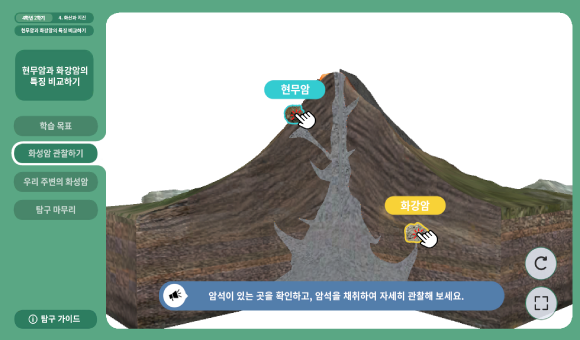 4학년 2학기
4. 화산과 지진
현무암과 화강암의 특징 비교하기
현무암과 화강암의
특징 비교하기
학습 목표
화성암 관찰하기
우리 주변의 화성암
탐구 마무리
탐구 가이드
현무암
화강암
암석이 있는 곳을 확인하고, 암석을 채취하여 자세히 관찰해 보세요.